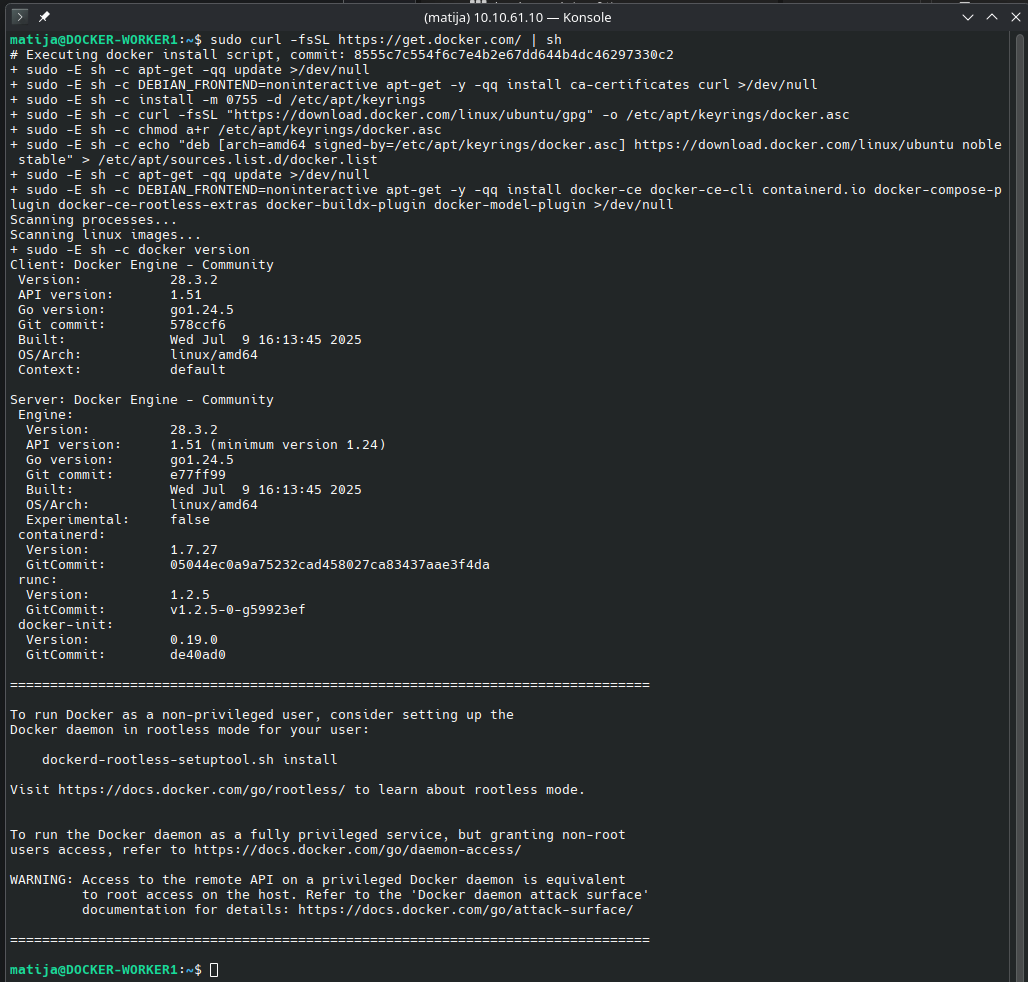 (matija) 10.10.61.10 — Konsole
matija@DOCKER-WORKER1:~$ sudo curl -fsSL https://get.docker.com/ | sh
# Executing docker install script, commit: 8555c7c554f6c7e4b2e67dd644b4dc46297330c2
+ sudo -E sh -c apt-get -qq update >/dev/null
+ sudo -E sh -c DEBIAN_FRONTEND=noninteractive apt-get -y -qq install ca-certificates curl >/dev/null
+ sudo -E sh -c install -m 0755 -d /etc/apt/keyrings
+ sudo -E sh -c curl -fsSL "https://download.docker.com/linux/ubuntu/gpg" -o /etc/apt/keyrings/docker.asc
+ sudo -E sh -c chmod a+r /etc/apt/keyrings/docker.asc
+ sudo -E sh -c echo "deb [arch=amd64 signed-by=/etc/apt/keyrings/docker.asc] https://download.docker.com/linux/ubuntu noble
 stable" > /etc/apt/sources.list.d/docker.list
+ sudo -E sh -c apt-get -qq update >/dev/null
+ sudo -E sh -c DEBIAN_FRONTEND=noninteractive apt-get -y -qq install docker-ce docker-ce-cli containerd.io docker-compose-p
lugin docker-ce-rootless-extras docker-buildx-plugin docker-model-plugin >/dev/null
Scanning processes...
Scanning linux images...
+ sudo -E sh -c docker version
Client: Docker Engine - Community
 Version:           28.3.2
 API version:       1.51
 Go version:        go1.24.5
 Git commit:        578ccf6
 Built:             Wed Jul  9 16:13:45 2025
 OS/Arch:           linux/amd64
 Context:           default

Server: Docker Engine - Community
 Engine:
  Version:          28.3.2
  API version:      1.51 (minimum version 1.24)
  Go version:       go1.24.5
  Git commit:       e77ff99
  Built:            Wed Jul  9 16:13:45 2025
  OS/Arch:          linux/amd64
  Experimental:     false
 containerd:
  Version:          1.7.27
  GitCommit:        05044ec0a9a75232cad458027ca83437aae3f4da
 runc:
  Version:          1.2.5
  GitCommit:        v1.2.5-0-g59923ef
 docker-init:
  Version:          0.19.0
  GitCommit:        de40ad0

================================================================================

To run Docker as a non-privileged user, consider setting up the
Docker daemon in rootless mode for your user:

    dockerd-rootless-setuptool.sh install

Visit https://docs.docker.com/go/rootless/ to learn about rootless mode.


To run the Docker daemon as a fully privileged service, but granting non-root
users access, refer to https://docs.docker.com/go/daemon-access/

WARNING: Access to the remote API on a privileged Docker daemon is equivalent
         to root access on the host. Refer to the 'Docker daemon attack surface'
         documentation for details: https://docs.docker.com/go/attack-surface/

================================================================================

matija@DOCKER-WORKER1:~$